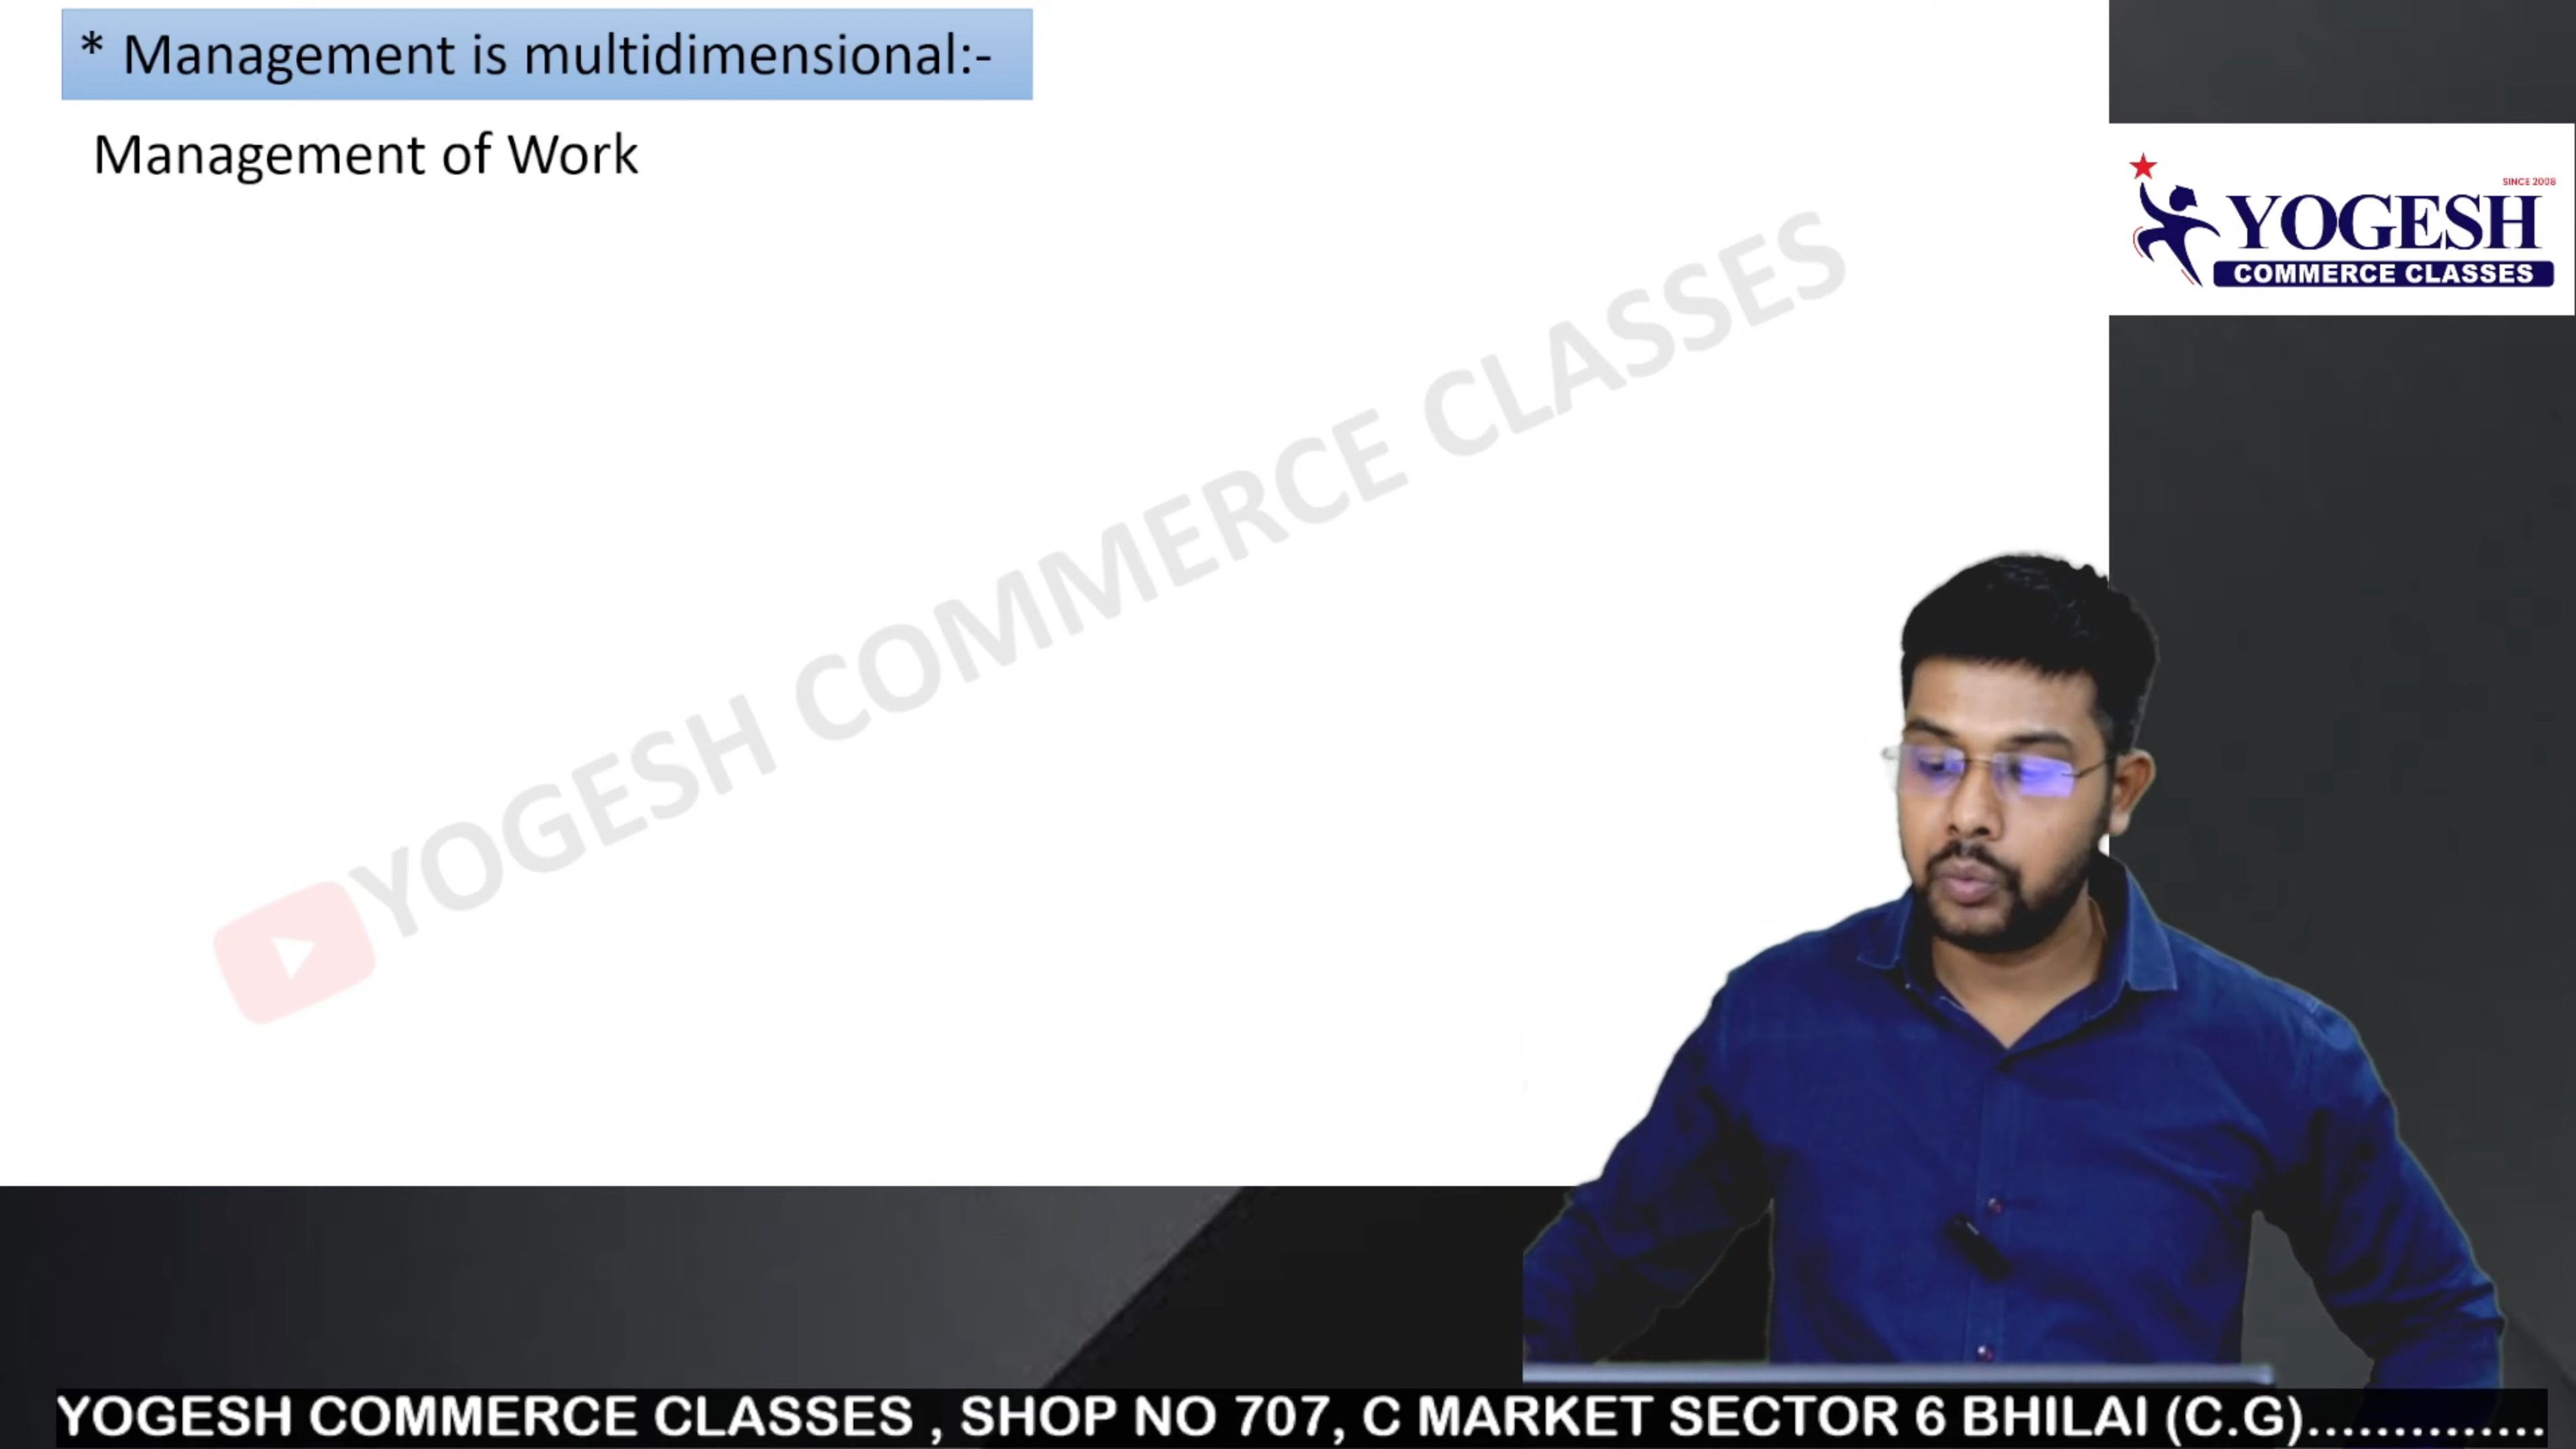 * Management is multidimensional:-
Management of Work
SINCE 2008
YOGESH
COMMERCE CLASSES
YOGESH COMMERCE CLASSES
YOGESH COMMERCE CLASSES , SHOP NO 707, C MARKET SECTOR 6 BHILAI (C.G)..............